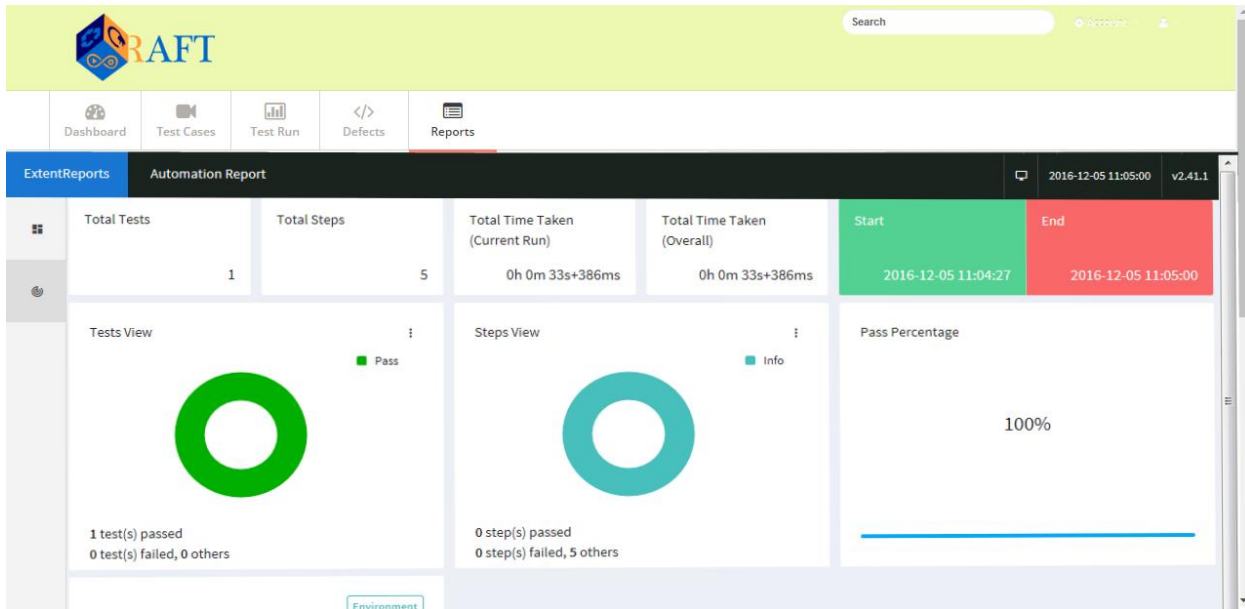 RAFT
Search
Dashboard
Test Cases
Test Run
Defects
Reports
ExtentReports
Automation Report
2016-12-05 11:05:00
v2.41.1
Total Tests
1
Total Steps
5
Total Time Taken
(Current Run)
0h 0m 33s+386ms
Total Time Taken
(Overall)
0h 0m 33s+386ms
Start
2016-12-05 11:04:27
End
2016-12-05 11:05:00
Tests View
Pass
1 test(s) passed
0 test(s) failed, 0 others
Steps View
Info
0 step(s) passed
0 step(s) failed, 5 others
Pass Percentage
100%
Environment